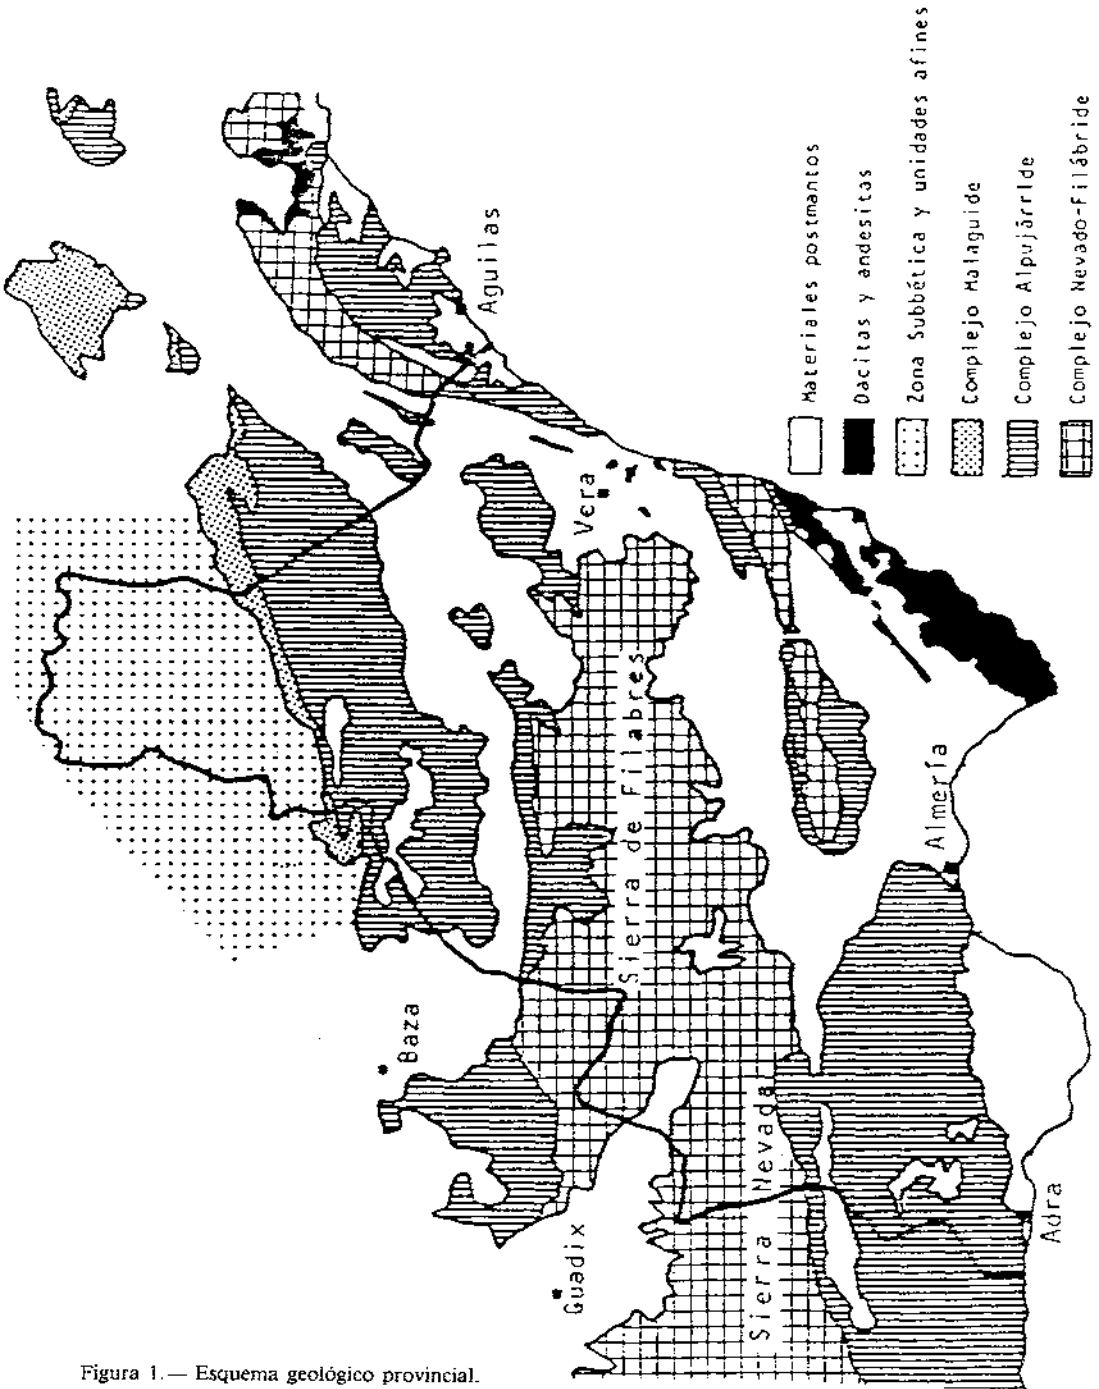 Aguilas
Vera
Baza
Sierra de Filabres
Almería
Guadix
Sierra Nevada
Adra
Materiales postmantos
Dacitas y andesitas
Zona Subbética y unidades afines
Complejo Malaguide
Complejo Alpujárride
Complejo Nevado-Filábride
Figura 1.— Esquema geológico provincial.